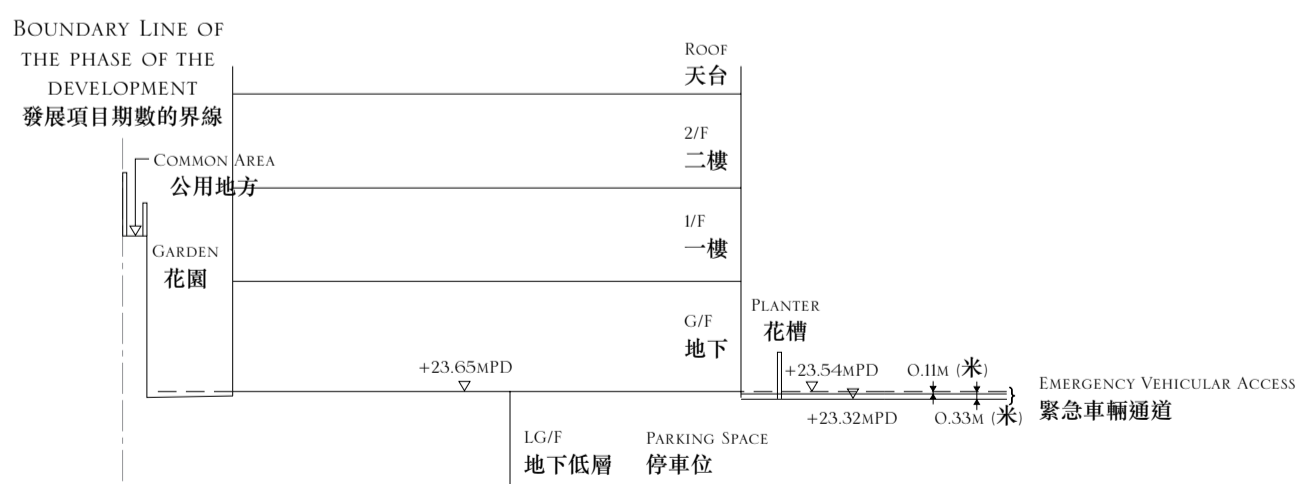 BOUNDARY LINE OF
THE PHASE OF THE
DEVELOPMENT
發展項目期數的界線
ROOF
天台
2/F
二樓
COMMON AREA
公用地方
1/F
一樓
GARDEN
花園
PLANTER
花槽
G/F
地下
+23.65MPD
+23.54MPD
0.11M (米)
EMERGENCY VEHICULAR ACCESS
緊急車輛通道
+23.32MPD
0.33M (米)
LG/F
地下低層
PARKING SPACE
停車位